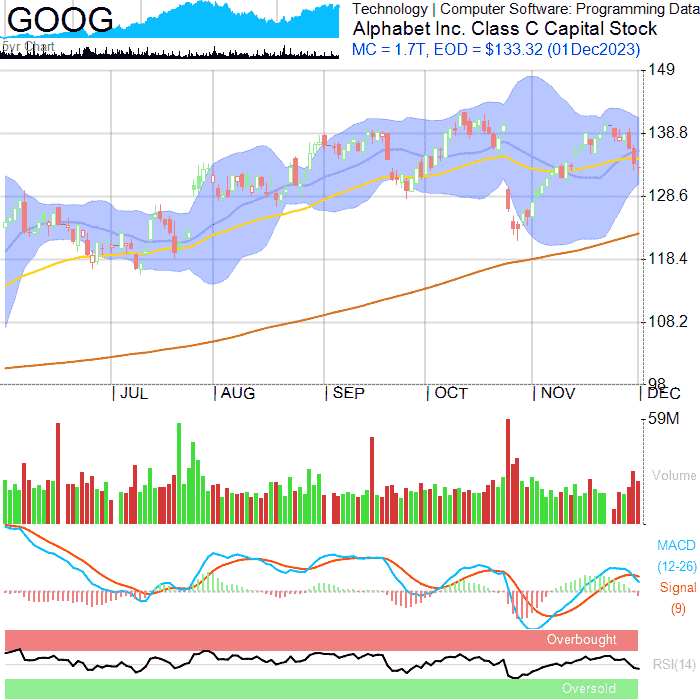 GOOG
5yr Chart
Technology | Computer Software: Programming Data
Alphabet Inc. Class C Capital Stock
MC = 1.7T, EOD = $133.32 (01Dec2023)
149
138.8
128.6
118.4
108.2
98
JUL
AUG
SEP
OCT
NOV
DEC
59M
Volume
MACD
(12-26)
Signal
(9)
Overbought
RSI(14)
Oversold